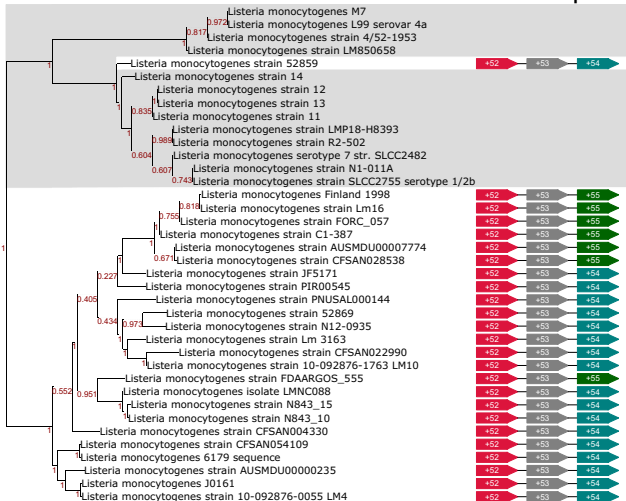 Listeria monocytogenes M7
0.972
Listeria monocytogenes L99 serovar 4a
0.817
Listeria monocytogenes strain 4/52-1953
Listeria monocytogenes strain LM850658
1
Listeria monocytogenes strain 52859 +52 +53 +54
1
Listeria monocytogenes strain 14
Listeria monocytogenes strain 12
1
Listeria monocytogenes strain 13
0.835
Listeria monocytogenes strain 11
1
Listeria monocytogenes strain LMP18-H8393
0.989
Listeria monocytogenes strain R2-502
0.604
Listeria monocytogenes serotype 7 str. SLCC2482
0.607
Listeria monocytogenes strain N1-011A
0.743
Listeria monocytogenes strain SLCC2755 serotype 1/2b
Listeria monocytogenes Finland 1998 +52 +53 +55
0.818
Listeria monocytogenes strain Lm16 +52 +53 +55
0.755
Listeria monocytogenes strain FORC_057 +52 +53 +55
Listeria monocytogenes strain C1-387 +52 +53 +55
1
1
Listeria monocytogenes strain AUSMDU00007774 +52 +53 +55
0.671
Listeria monocytogenes strain CFSAN028538 +52 +53 +55
1
Listeria monocytogenes strain JF5171 +52 +53 +54
0.227
1
Listeria monocytogenes strain PIR00545 +52 +53 +54
0.405
Listeria monocytogenes strain PNUSAL000144 +52 +53 +54
Listeria monocytogenes strain 52869 +52 +53 +54
0.434
0.973
Listeria monocytogenes strain N12-0935 +52 +53 +54
1
Listeria monocytogenes strain Lm 3163 +52 +53 +54
1
Listeria monocytogenes strain CFSAN022990 +52 +53 +54
1
Listeria monocytogenes strain 10-092876-1763 LM10 +52 +53 +54
1
Listeria monocytogenes strain FDAARGOS_555 +52 +53 +55
0.552
0.951
Listeria monocytogenes isolate LMNC088 +52 +53 +54
1
Listeria monocytogenes strain N843_15 +52 +53 +54
1
Listeria monocytogenes strain N843_10 +52 +53 +54
Listeria monocytogenes strain CFSAN004330 +52 +53 +54
1
Listeria monocytogenes strain CFSAN054109 +52 +53 +54
1
Listeria monocytogenes 6179 sequence +52 +53 +54
1
Listeria monocytogenes strain AUSMDU00000235 +52 +53 +54
1
Listeria monocytogenes J0161 +52 +53 +54
1
Listeria monocytogenes strain 10-092876-0055 LM4 +52 +53 +54